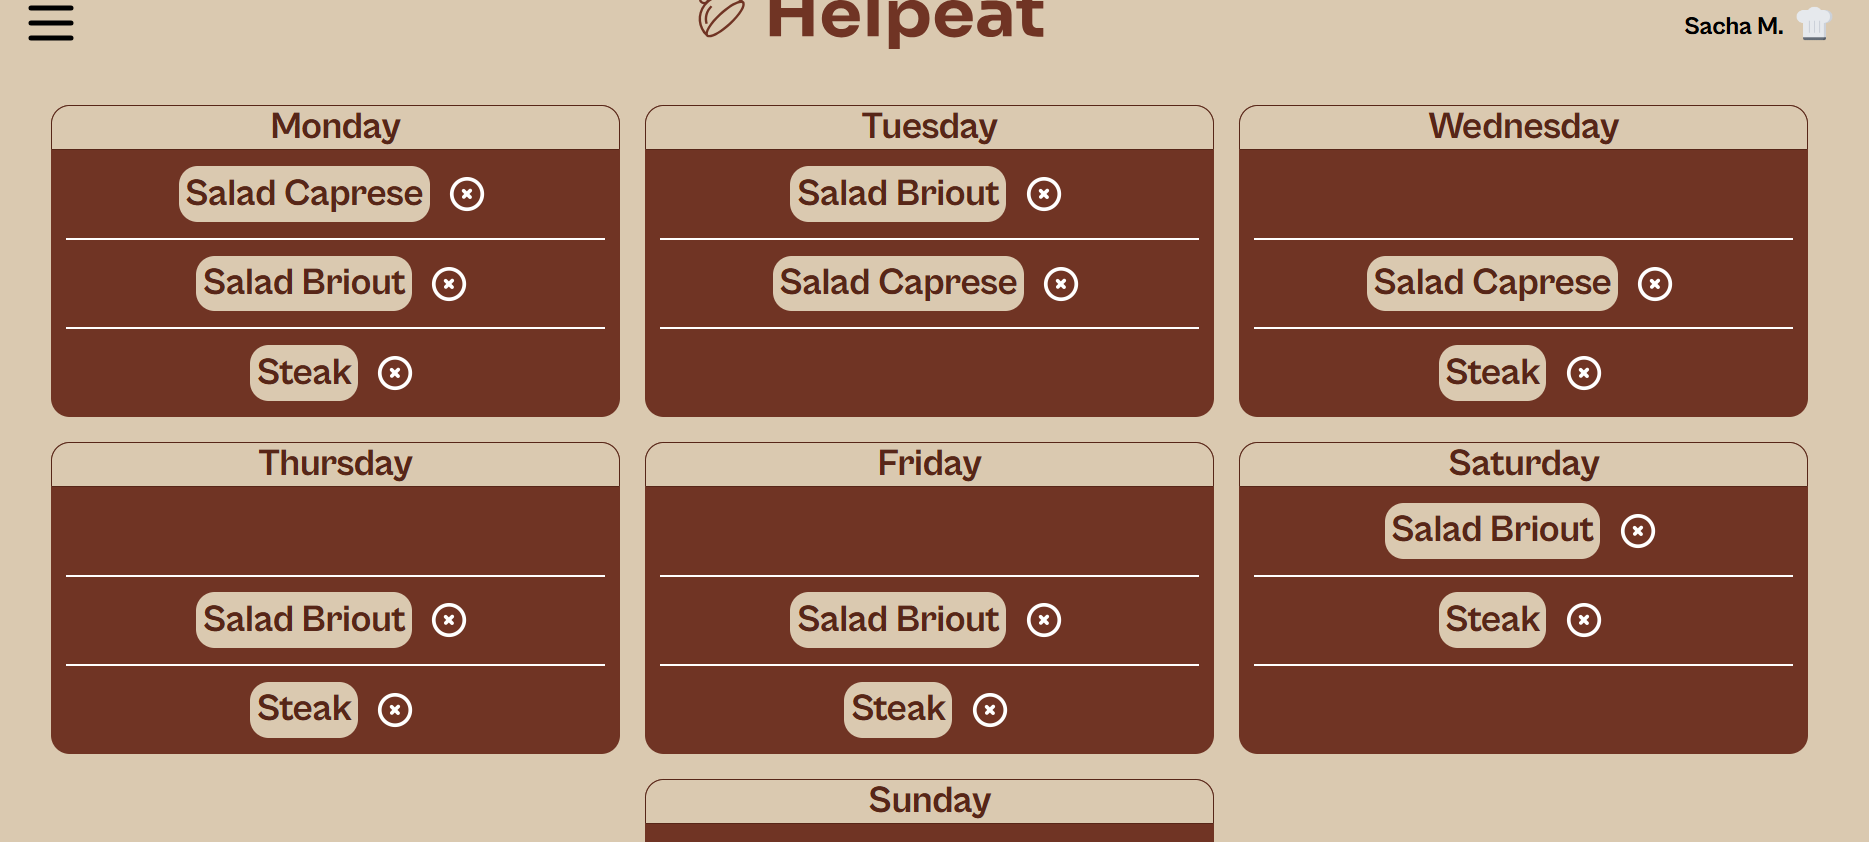 Helpeat
Sacha M.
Monday
Salad Caprese
Salad Briout
Steak
Tuesday
Salad Briout
Salad Caprese
Wednesday
Salad Caprese
Steak
Thursday
Salad Briout
Steak
Friday
Salad Briout
Steak
Saturday
Salad Briout
Steak
Sunday